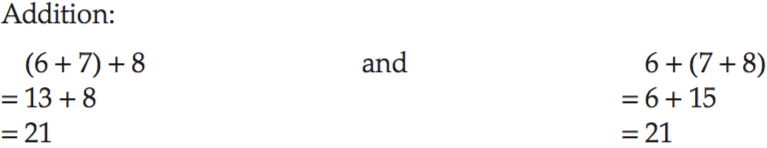 Addition:
(6 + 7) + 8 and 6 + (7 + 8)
= 13 + 8 = 6 + 15
= 21 = 21